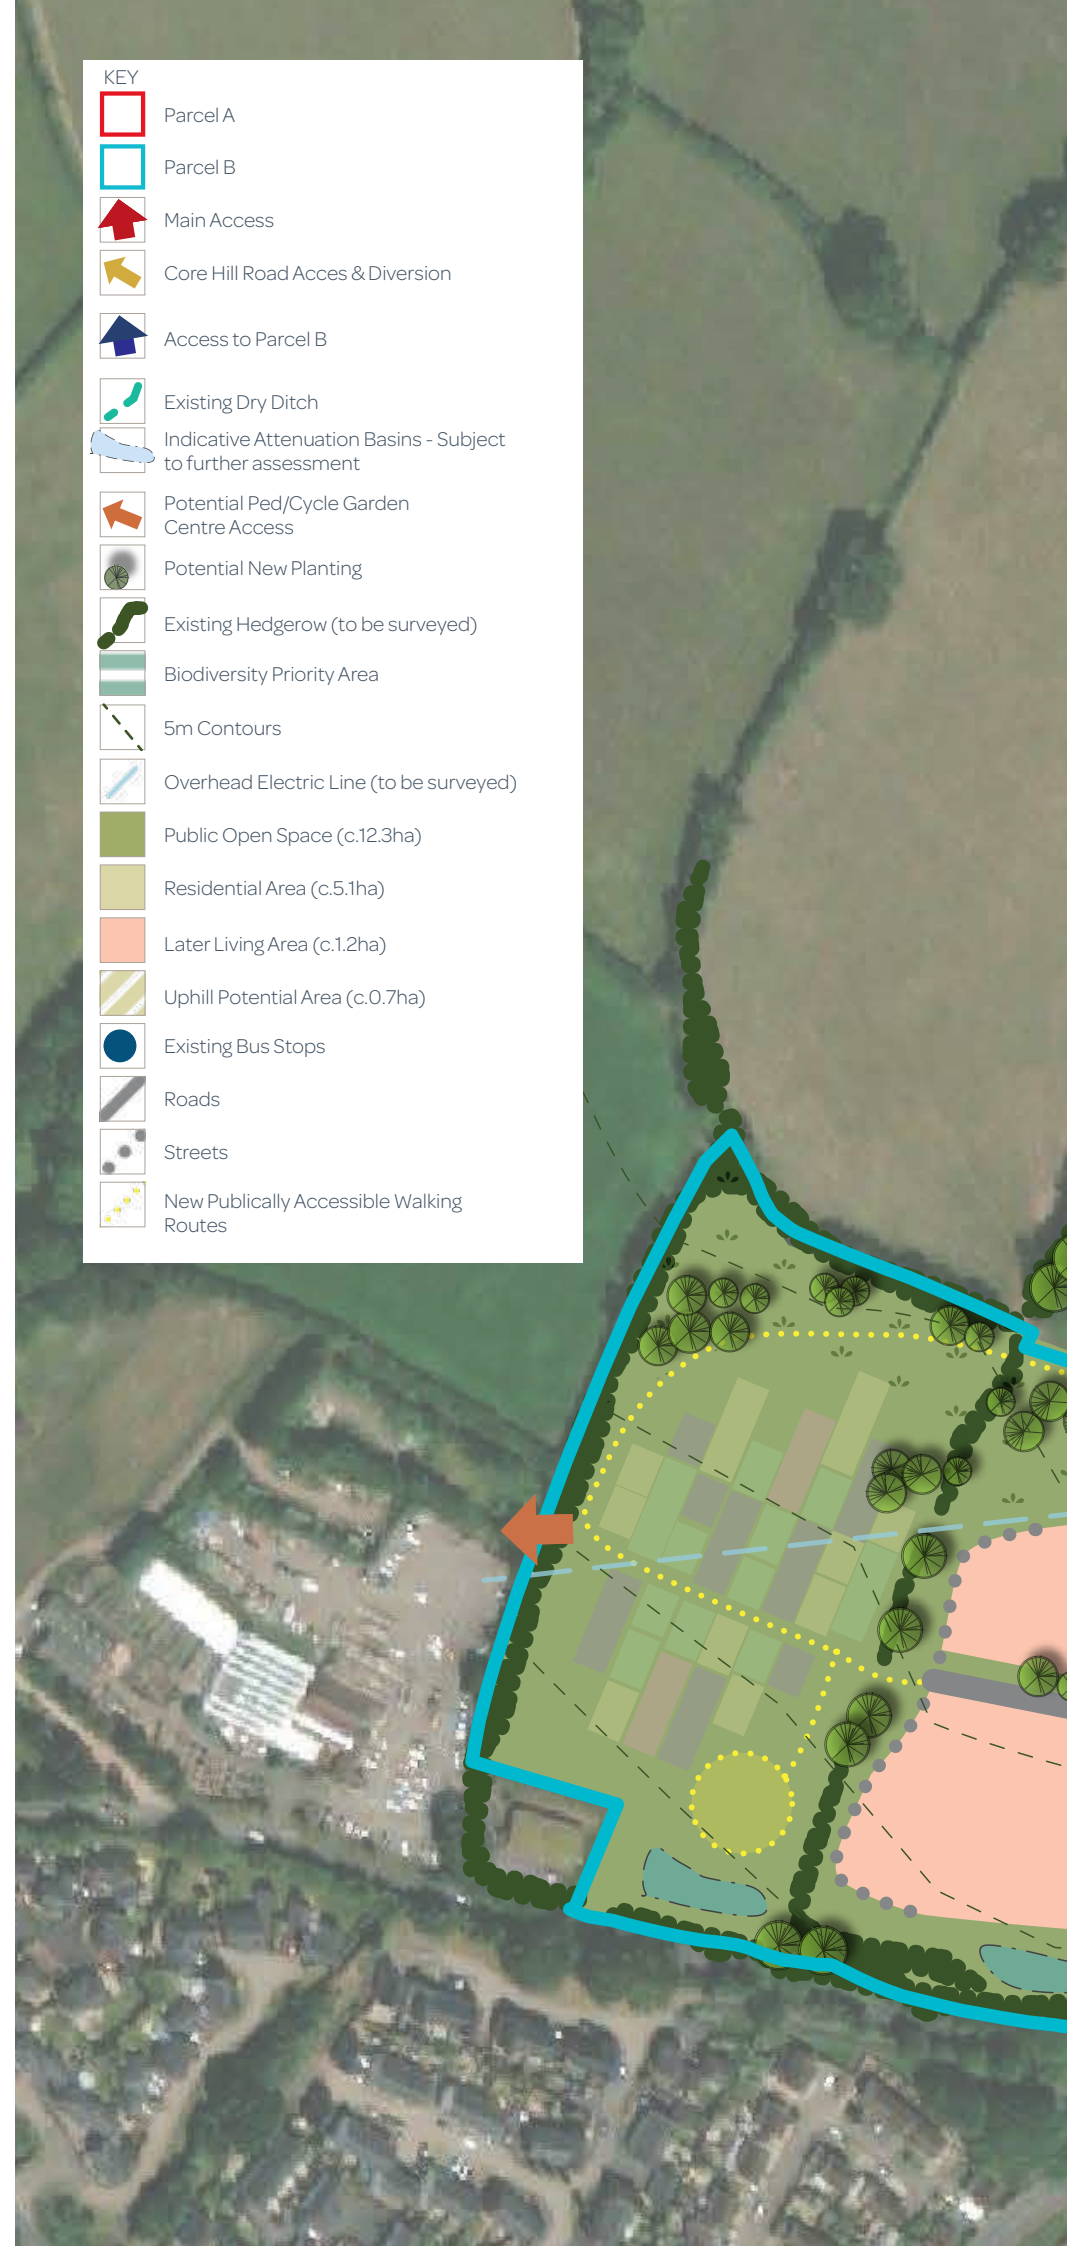 KEY
Parcel A
Parcel B
Main Access
Core Hill Road Acces & Diversion
Access to Parcel B
Existing Dry Ditch
Indicative Attenuation Basins - Subject
to further assessment
Potential Ped/Cycle Garden
Centre Access
Potential New Planting
Existing Hedgerow (to be surveyed)
Biodiversity Priority Area
5m Contours
Overhead Electric Line (to be surveyed)
Public Open Space (c.12.3ha)
Residential Area (c.5.1ha)
Later Living Area (c.1.2ha)
Uphill Potential Area (c.0.7ha)
Existing Bus Stops
Roads
Streets
New Publically Accessible Walking
Routes